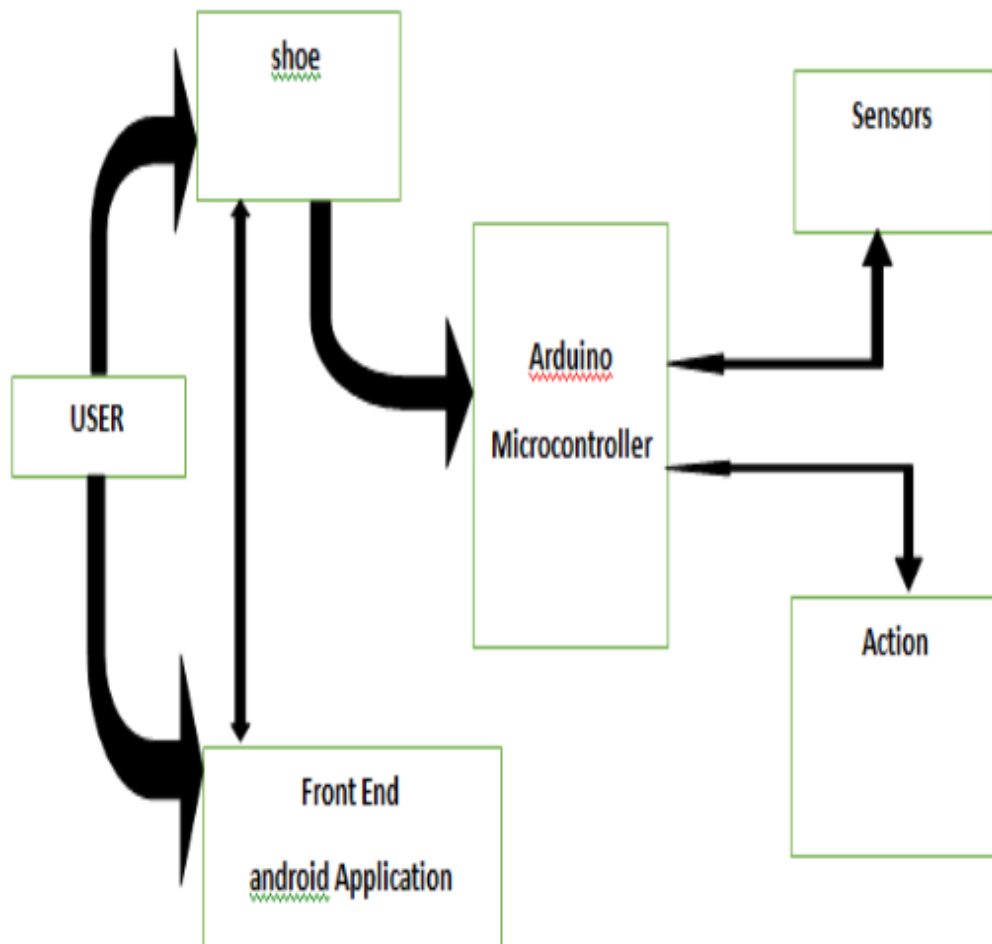 shoe
Sensors
Arduino
Microcontroller
USER
Action
Front End
android Application